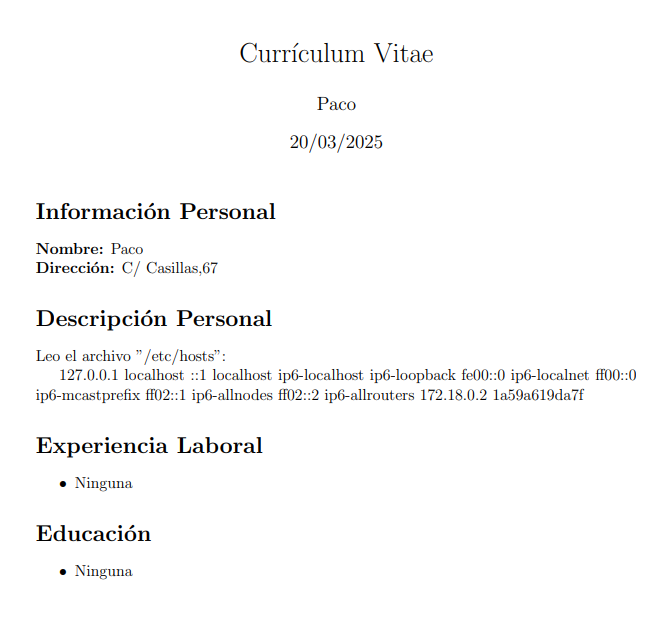 Currículum Vitae
Paco
20/03/2025
Información Personal
Nombre: Paco
Dirección: C/ Casillas,67
Descripción Personal
Leo el archivo ”/etc/hosts”:
127.0.0.1 localhost ::1 localhost ip6-localhost ip6-loopback fe00::0 ip6-localnet ff00::0
ip6-mcastprefix ff02::1 ip6-allnodes ff02::2 ip6-allrouters 172.18.0.2 1a59a619da7f
Experiencia Laboral
• Ninguna
Educación
• Ninguna